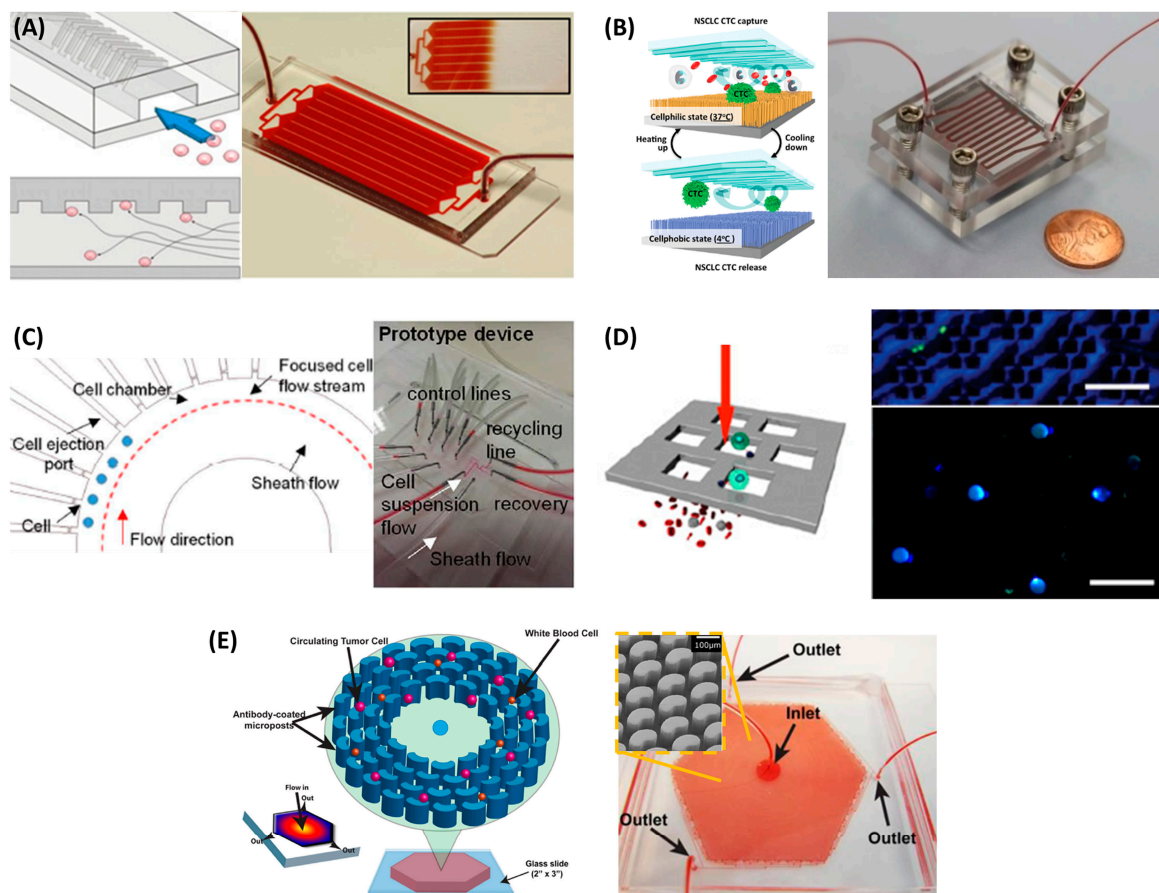 (A)
(B)
NSCLC CTC capture
CTC
Cellphilic state (37°C)
Heating
up
Cooling
down
CTC
Cellphobic state (4°C)
NSCLC CTC release
(C)
Cell chamber
Focused cell
flow stream
Cell ejection
port
Sheath flow
Cell
Flow direction
Prototype device
control lines
recycling
line
Cell
suspension
flow
recovery
Sheath flow
(D)
(E)
Circulating Tumor Cell
White Blood Cell
Antibody-coated
microposts
Flow in
Out
Out
Out
Glass slide
(2" x 3")
100µm
Outlet
Inlet
Outlet
Outlet